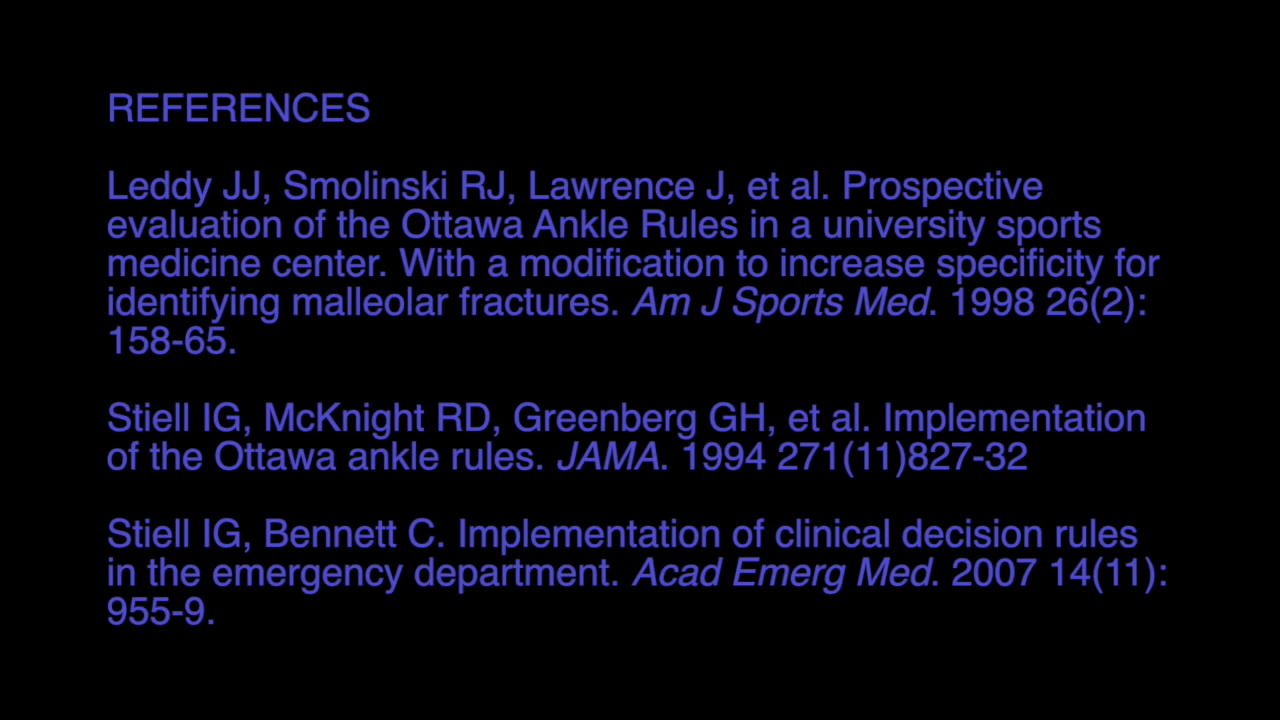 REFERENCES
Leddy JJ, Smolinski RJ, Lawrence J, et al. Prospective
evaluation of the Ottawa Ankle Rules in a university sports
medicine center. With a modification to increase specificity for
identifying malleolar fractures. Am J Sports Med. 1998 26(2):
158-65.
Stiell IG, McKnight RD, Greenberg GH, et al. Implementation
of the Ottawa ankle rules. JAMA. 1994 271(11)827-32
Stiell IG, Bennett C. Implementation of clinical decision rules
in the emergency department. Acad Emerg Med. 2007 14(11):
955-9.